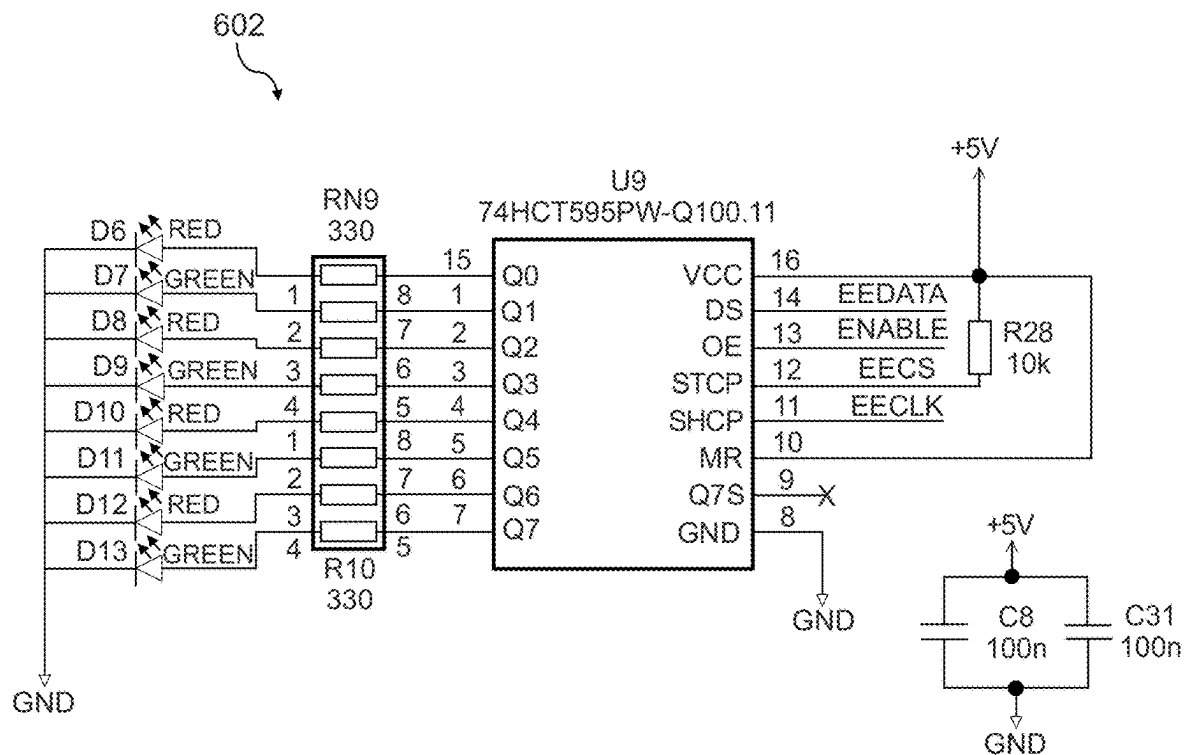 602
+5V
U9
74HCT595PW-Q100.11
RN9
330
D6 RED
15 Q0 VCC 16
D7 GREEN
1 8 1 Q1 DS 14 EEDATA
D8 RED
2 7 2 Q2 OE 13 ENABLE
R28
10k
D9 GREEN
3 6 3 Q3 STCP 12 EECS
D10 RED
4 5 4 Q4 SHCP 11 EECLK
D11 GREEN
1 8 5 Q5 MR 10
D12 RED
2 7 6 Q6 Q7S 9
D13 GREEN
3 6 7 Q7 GND 8
4 5
R10
330
GND
GND
+5V
C8
100n
C31
100n
GND